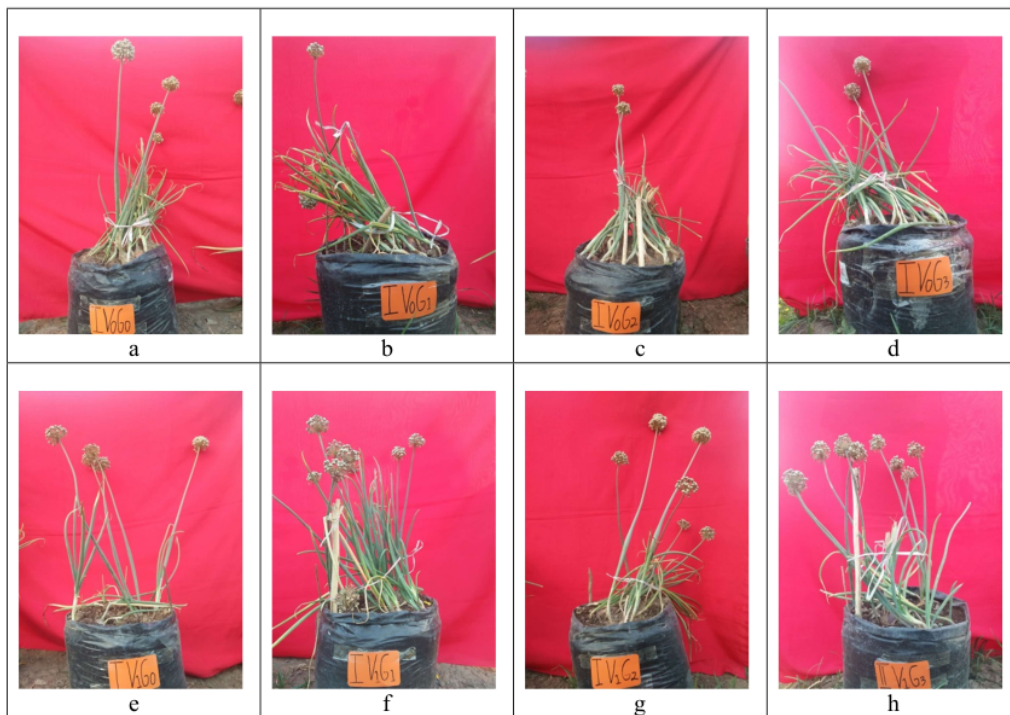 I V0G0
I V0G1
I V0G2
I V0G3
a
b
c
d
I V1G0
I V1G1
I V1G2
II V1G3
e
f
g
h